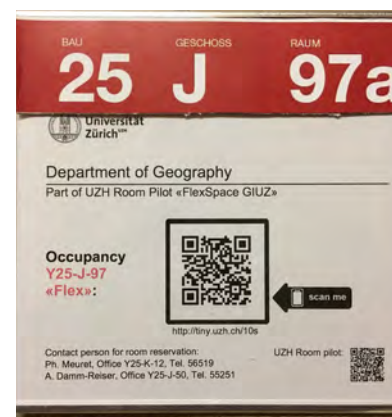 BAU GESCHOSS RAUM
25 J 97a
Universität
Zürich UZH
Department of Geography
Part of UZH Room Pilot «FlexSpace GIUZ»
Occupancy
Y25-J-97
«Flex»:
scan me
http://tiny.uzh.ch/10s
Contact person for room reservation:
Ph. Meuret, Office Y25-K-12, Tel. 56519
A. Damm-Reiser, Office Y25-J-50, Tel. 55251
UZH Room pilot: